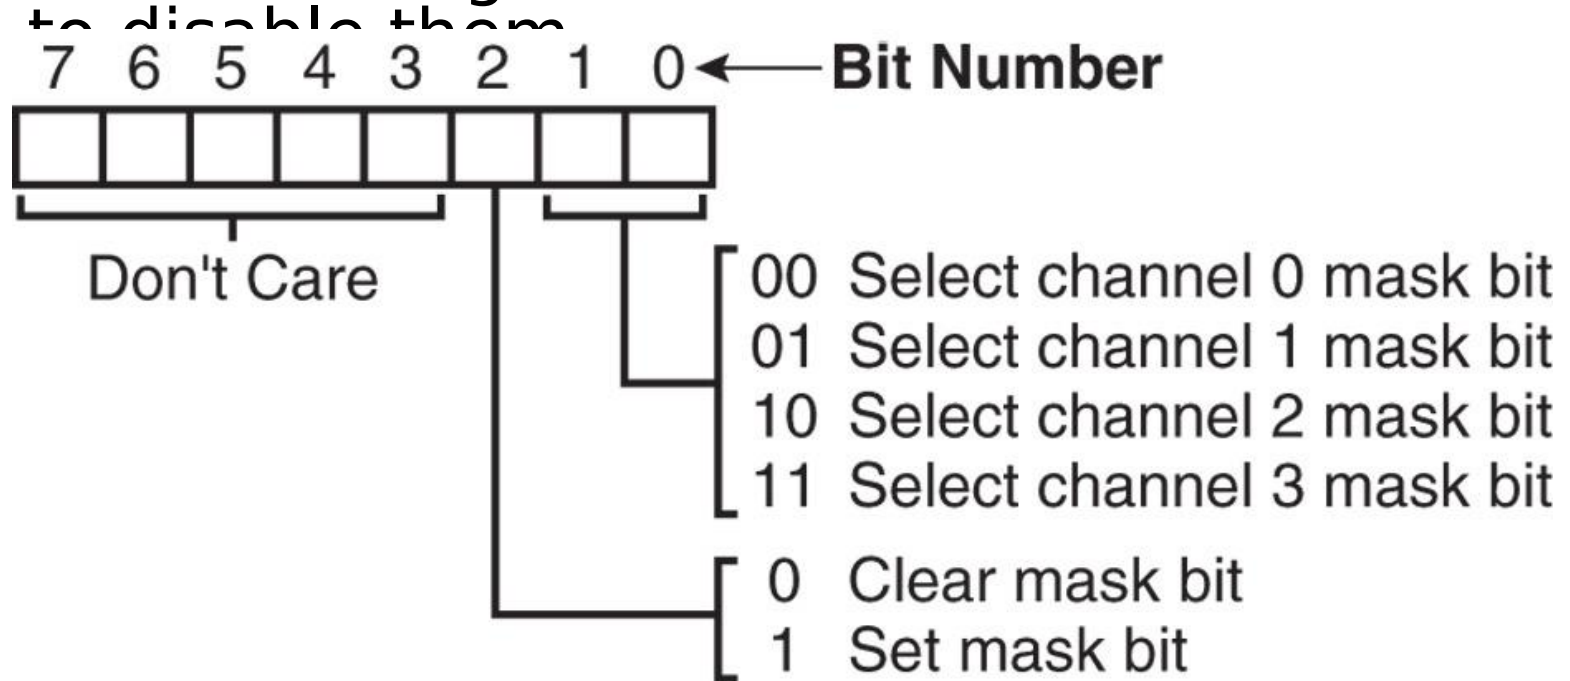 to disable them
7 6 5 4 3 2 1 0 Bit Number
Don't Care
00 Select channel 0 mask bit
01 Select channel 1 mask bit
10 Select channel 2 mask bit
11 Select channel 3 mask bit
0 Clear mask bit
1 Set mask bit